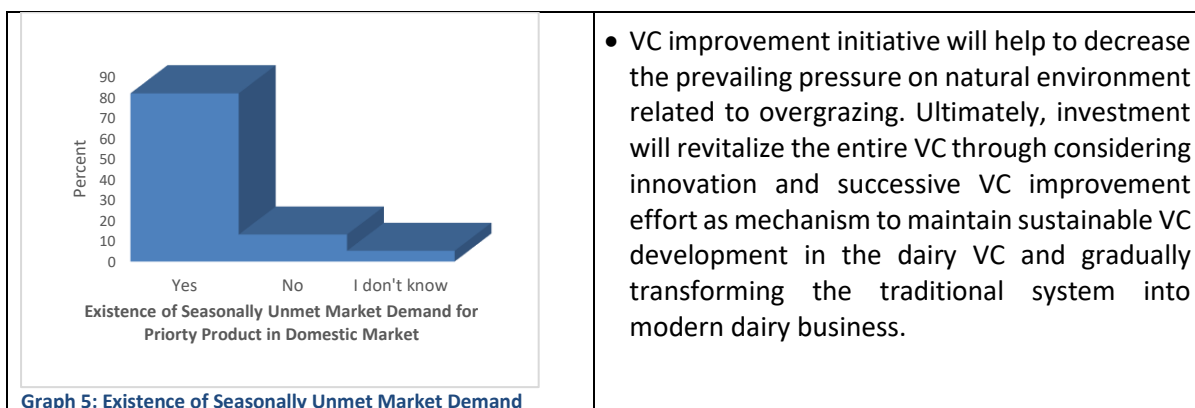 90
80
70
60
50
40
30
20
10
0
Percent
Yes No I don't know
Existence of Seasonally Unmet Market Demand for
Priorty Product in Domestic Market
Graph 5: Existence of Seasonally Unmet Market Demand
• VC improvement initiative will help to decrease
the prevailing pressure on natural environment
related to overgrazing. Ultimately, investment
will revitalize the entire VC through considering
innovation and successive VC improvement
effort as mechanism to maintain sustainable VC
development in the dairy VC and gradually
transforming the traditional system into
modern dairy business.